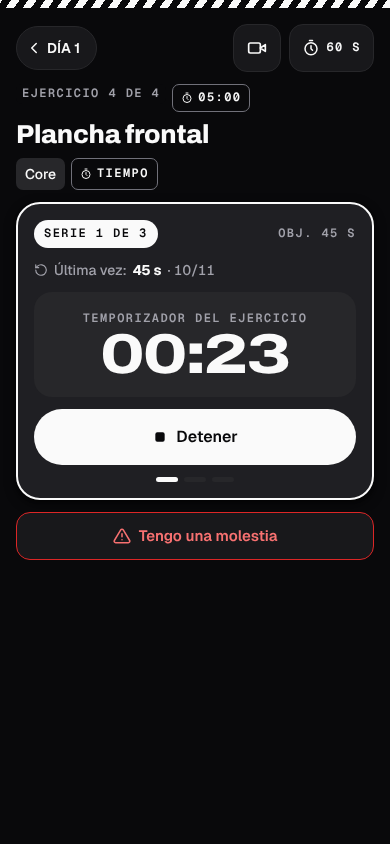 DÍA 1
60 S
EJERCICIO 4 DE 4
05:00
Plancha frontal
Core
TIEMPO
SERIE 1 DE 3
OBJ. 45 S
Última vez: 45 s · 10/11
TEMPORIZADOR DEL EJERCICIO
00:23
Detener
Tengo una molestia